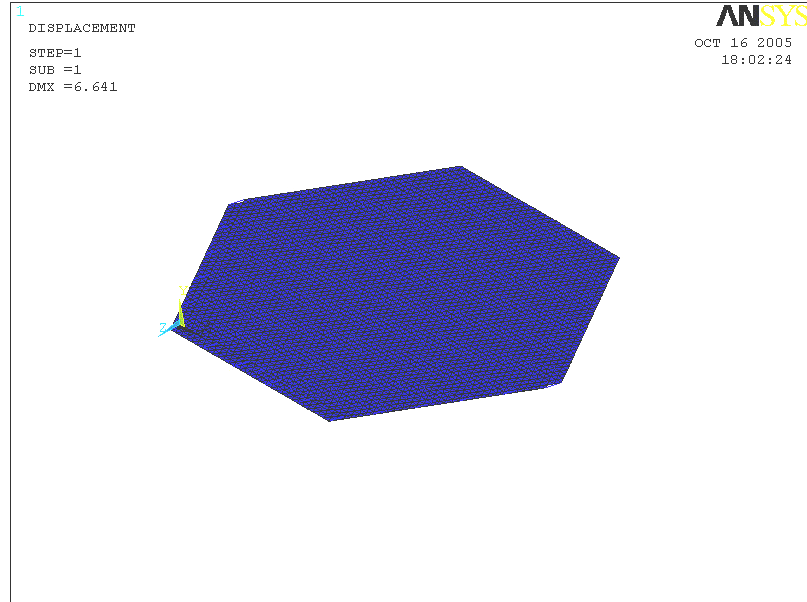 1
ANSYS
DISPLACEMENT
OCT 16 2005
18:02:24
STEP=1
SUB =1
DMX =6.641
Z